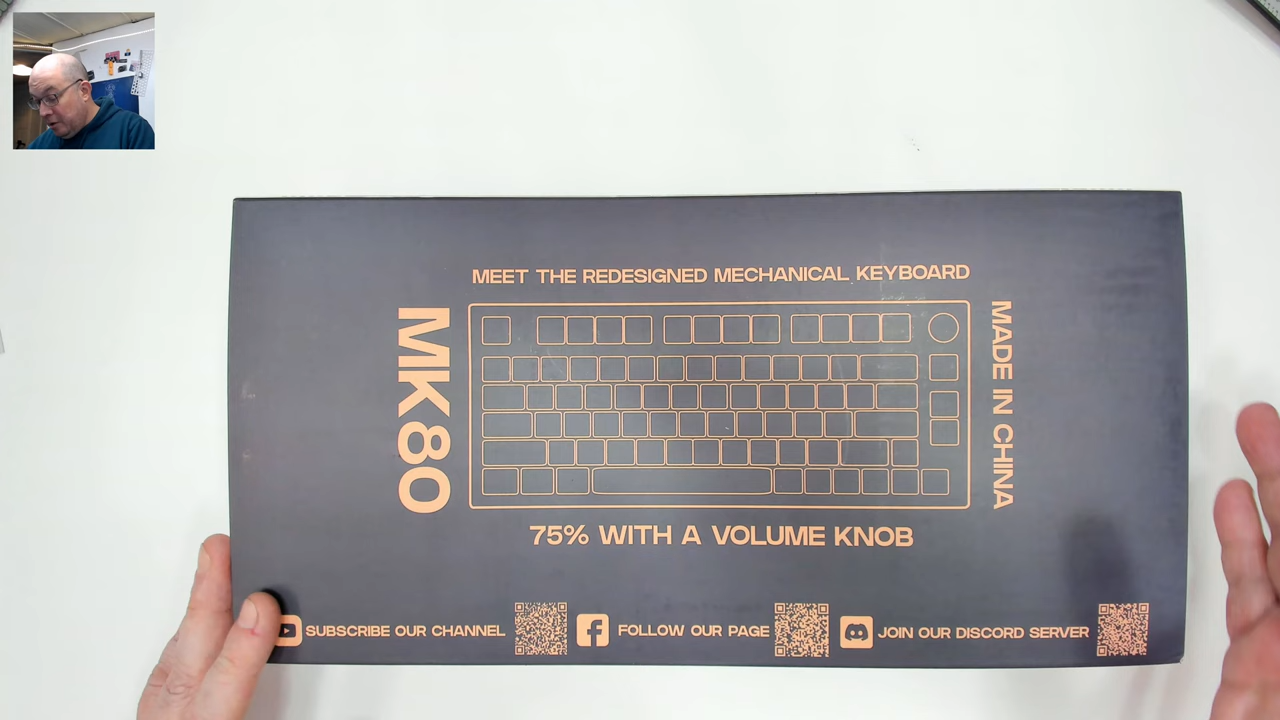 MEET THE REDESIGNED MECHANICAL KEYBOARD
MK80
MADE IN CHINA
75% WITH A VOLUME KNOB
SUBSCRIBE OUR CHANNEL
FOLLOW OUR PAGE
JOIN OUR DISCORD SERVER